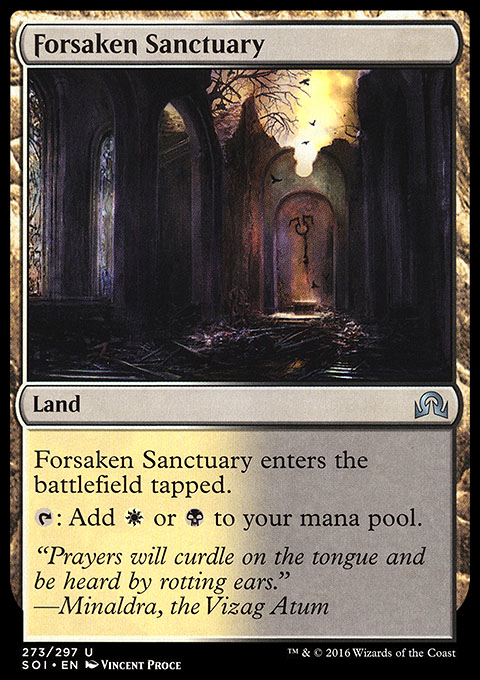 Forsaken Sanctuary
Land
Forsaken Sanctuary enters the
battlefield tapped.
: Add or to your mana pool.
“Prayers will curdle on the tongue and
be heard by rotting ears.”
—Minaldra, the Vizag Atum
273/297 U
SOI • EN Vincent Proce
™ & © 2016 Wizards of the Coast